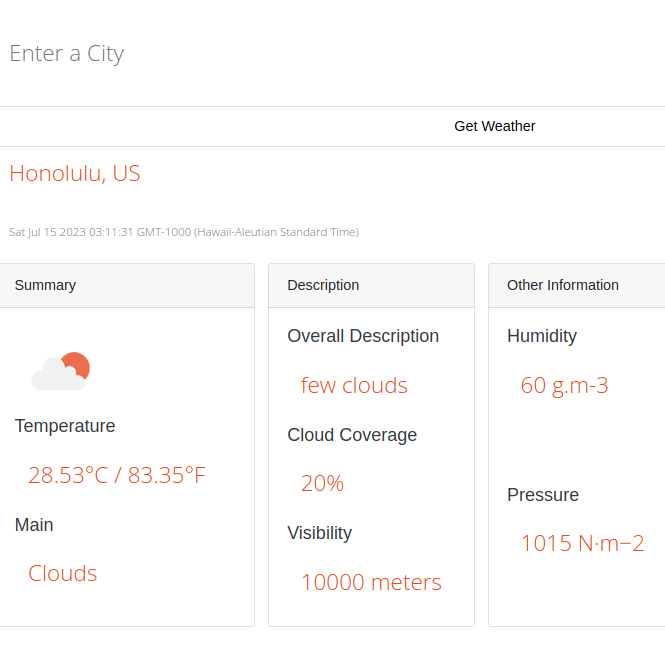 Enter a City
Get Weather
Honolulu, US
Sat Jul 15 2023 03:11:31 GMT-1000 (Hawaii-Aleutian Standard Time)
Summary
Temperature
28.53°C / 83.35°F
Main
Clouds
Description
Overall Description
few clouds
Cloud Coverage
20%
Visibility
10000 meters
Other Information
Humidity
60 g.m-3
Pressure
1015 N·m−2